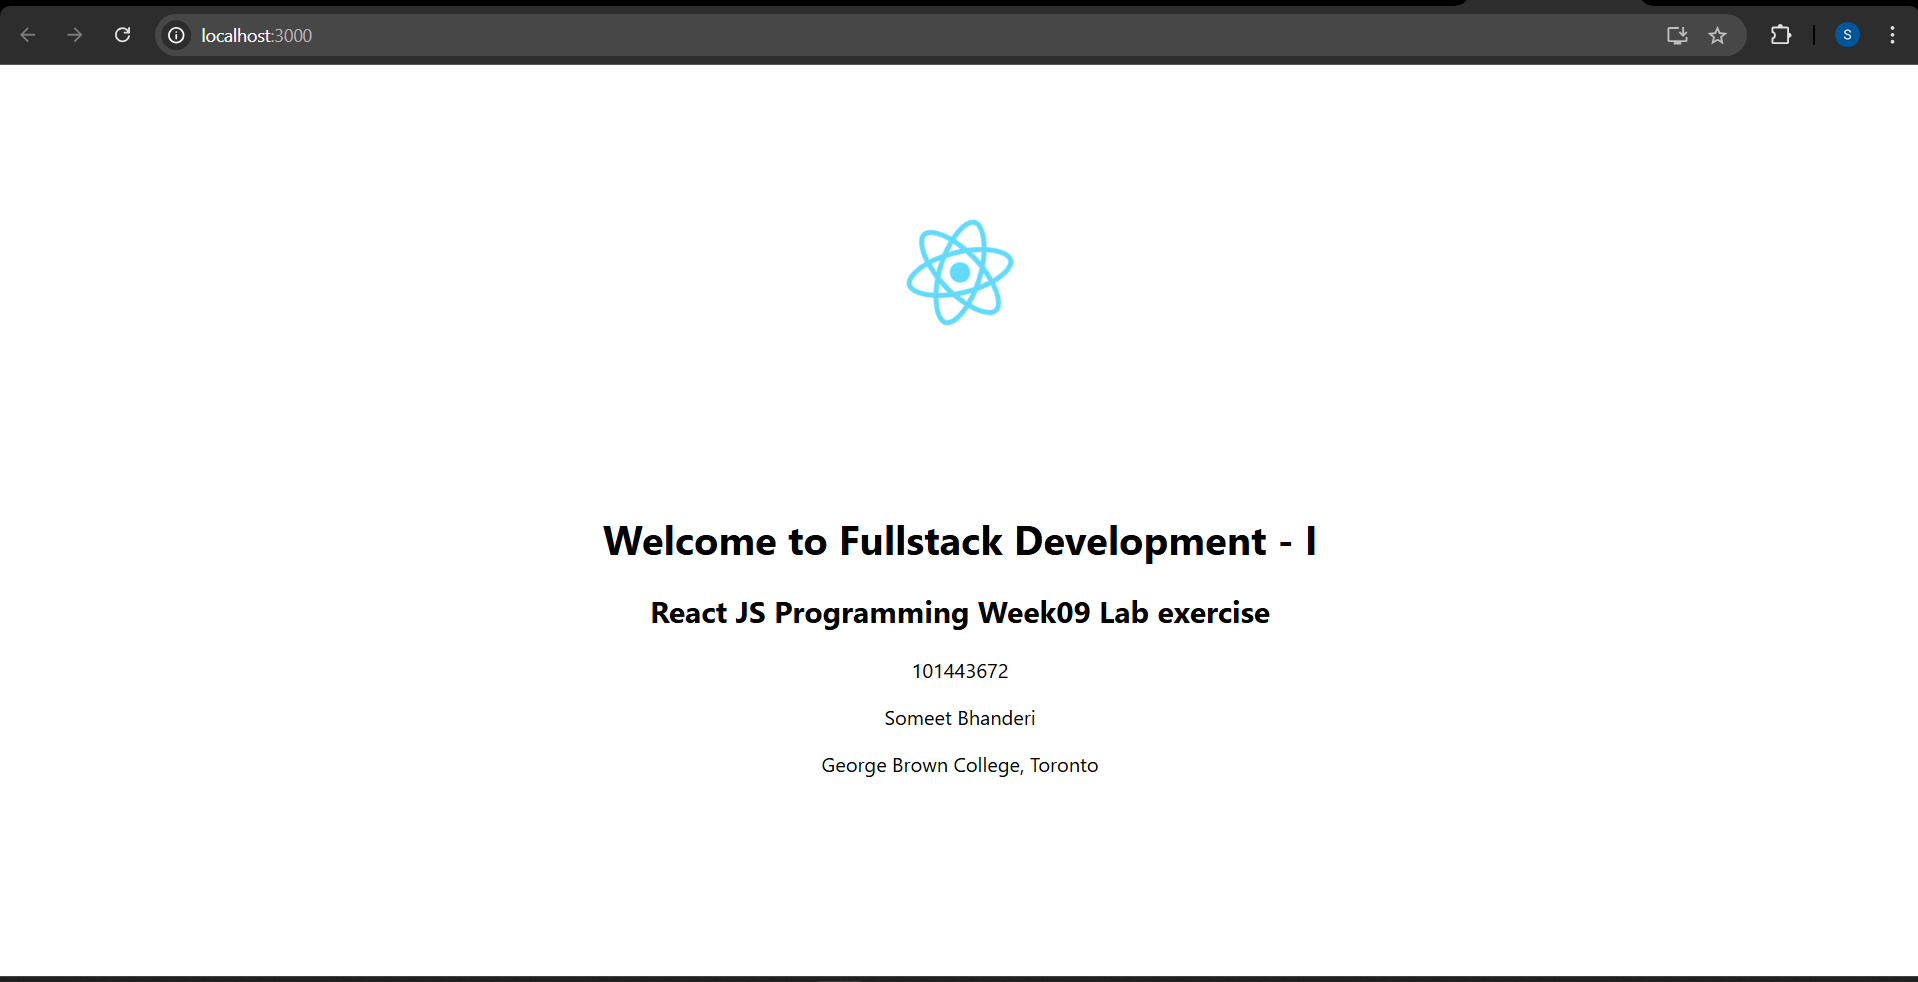 localhost:3000
S
Welcome to Fullstack Development - I
React JS Programming Week09 Lab exercise
101443672
Someet Bhanderi
George Brown College, Toronto